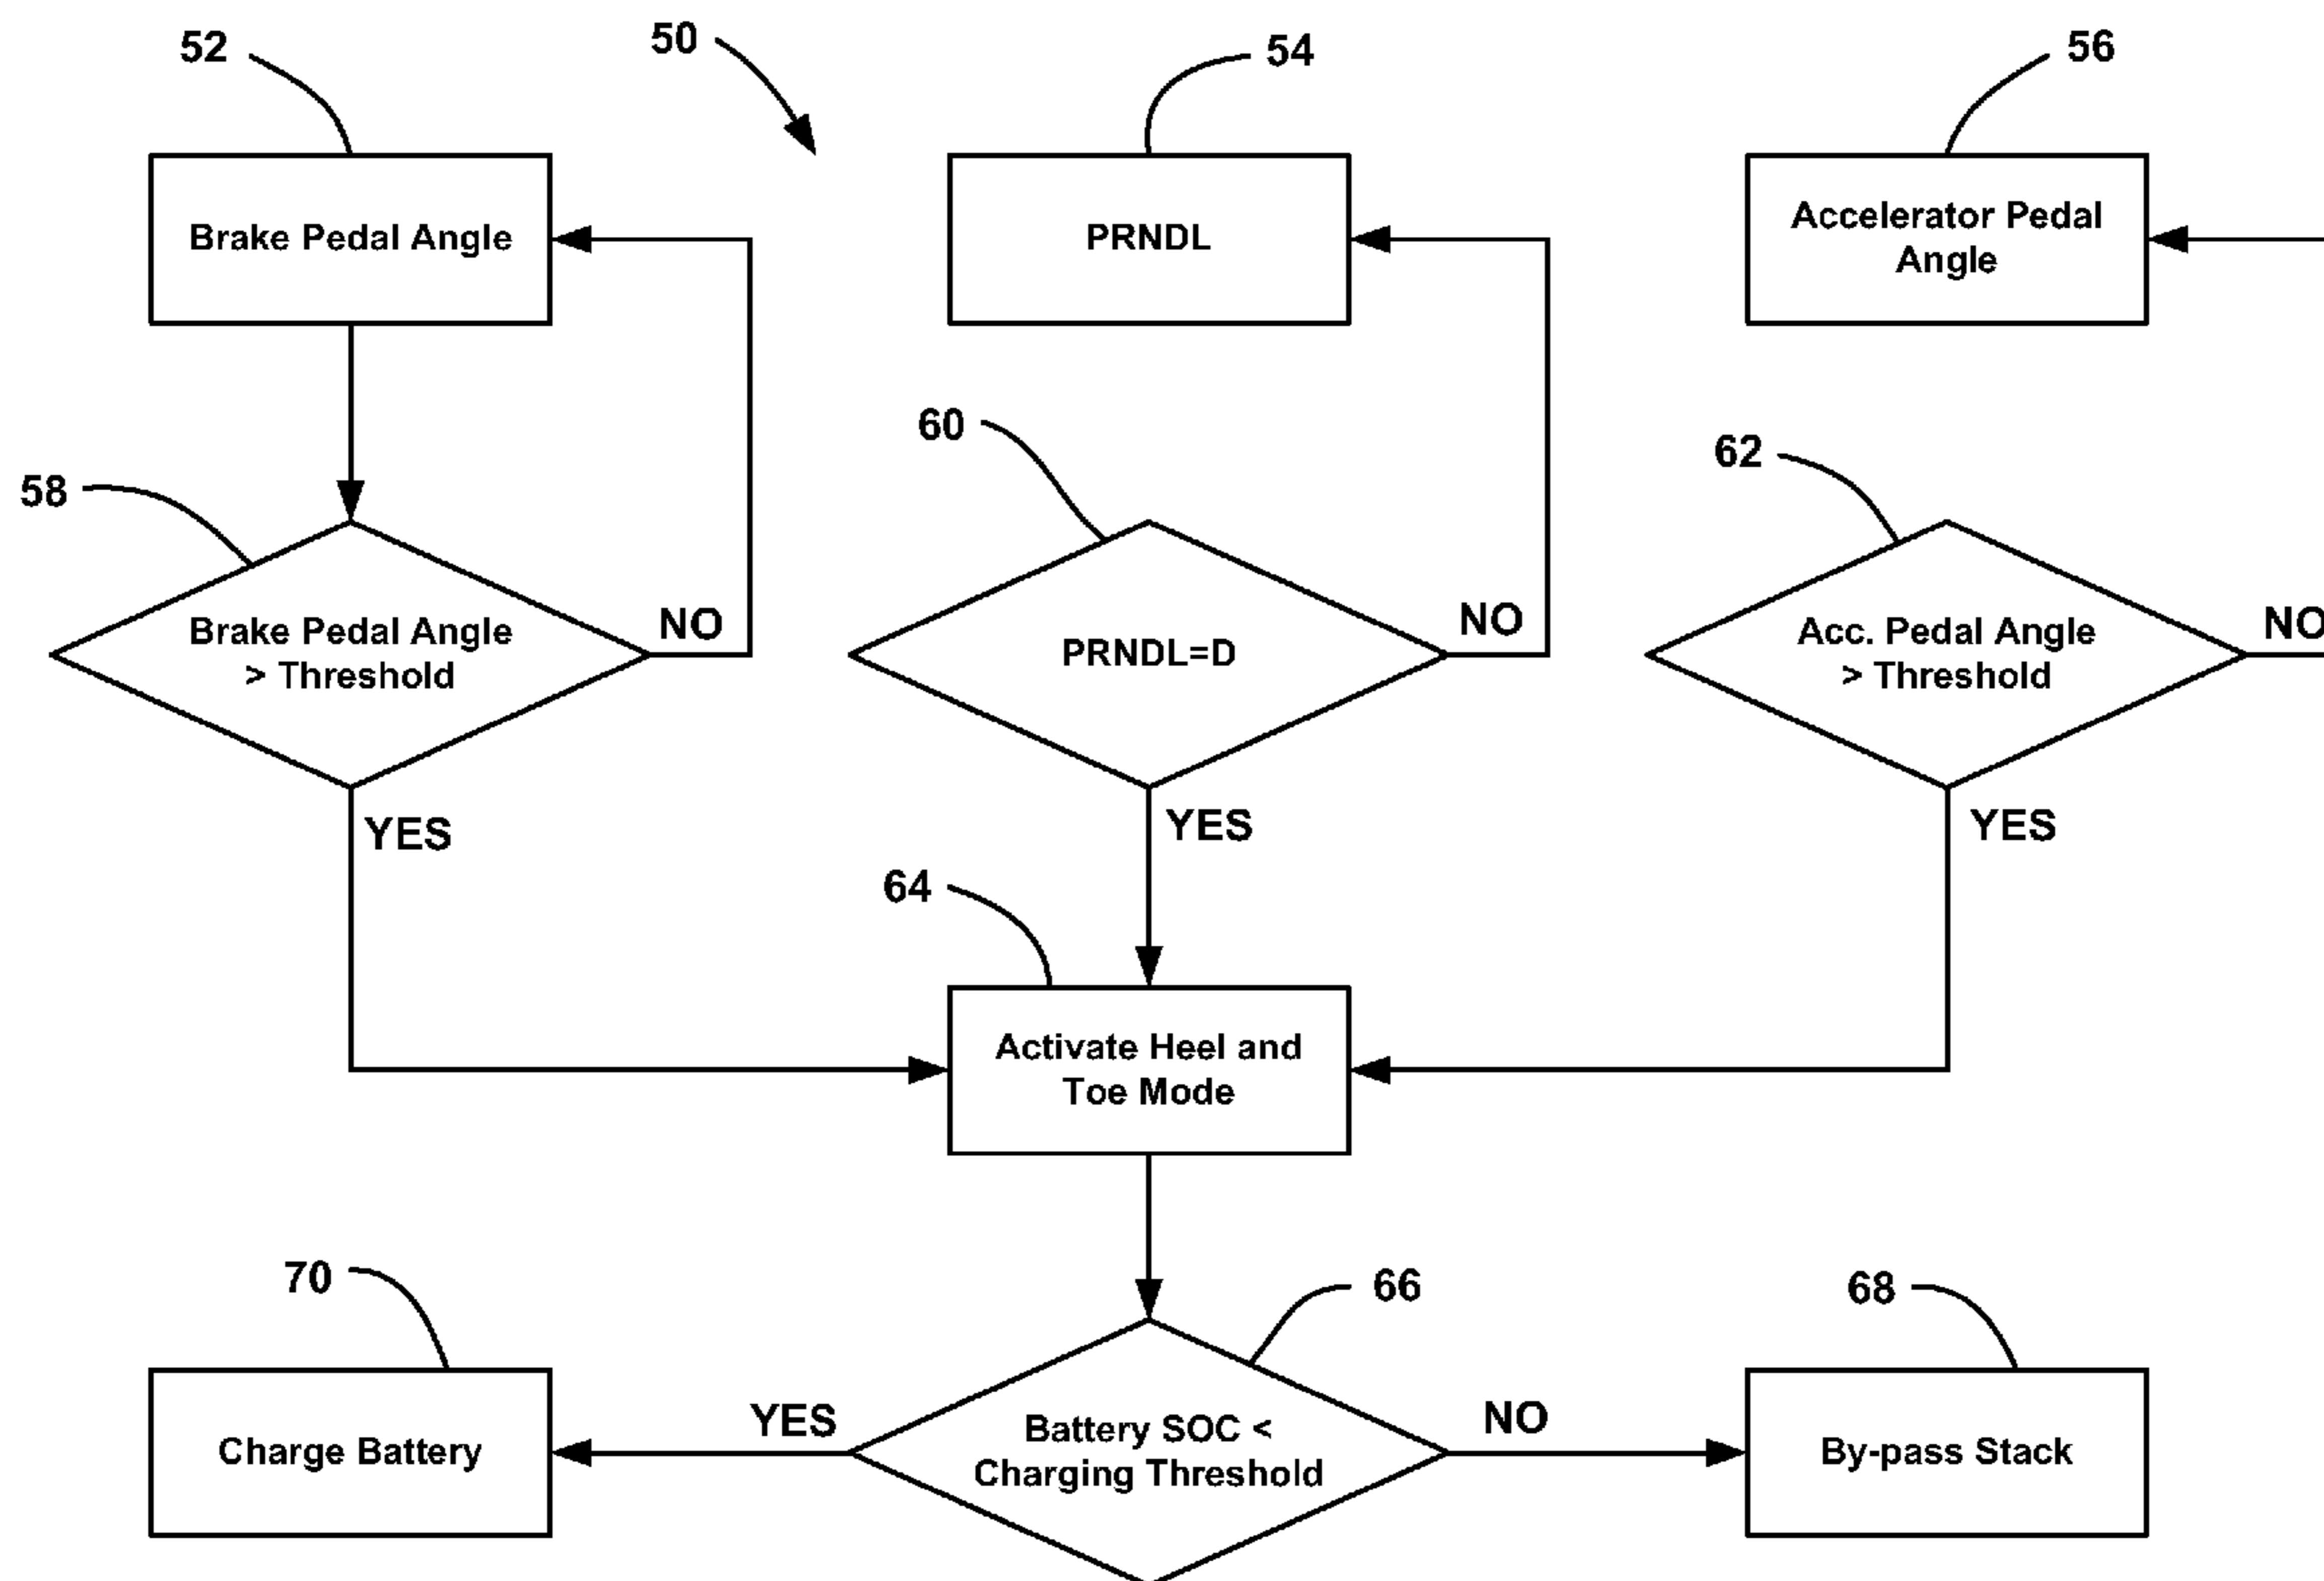 52
50
54
56
Brake Pedal Angle
PRNDL
Accelerator Pedal
Angle
58
60
62
Brake Pedal Angle
> Threshold
NO
PRNDL=D
NO
Acc. Pedal Angle
> Threshold
NO
YES
YES
YES
64
Activate Heel and
Toe Mode
70
66
68
Charge Battery
YES
Battery SOC <
Charging Threshold
NO
By-pass Stack